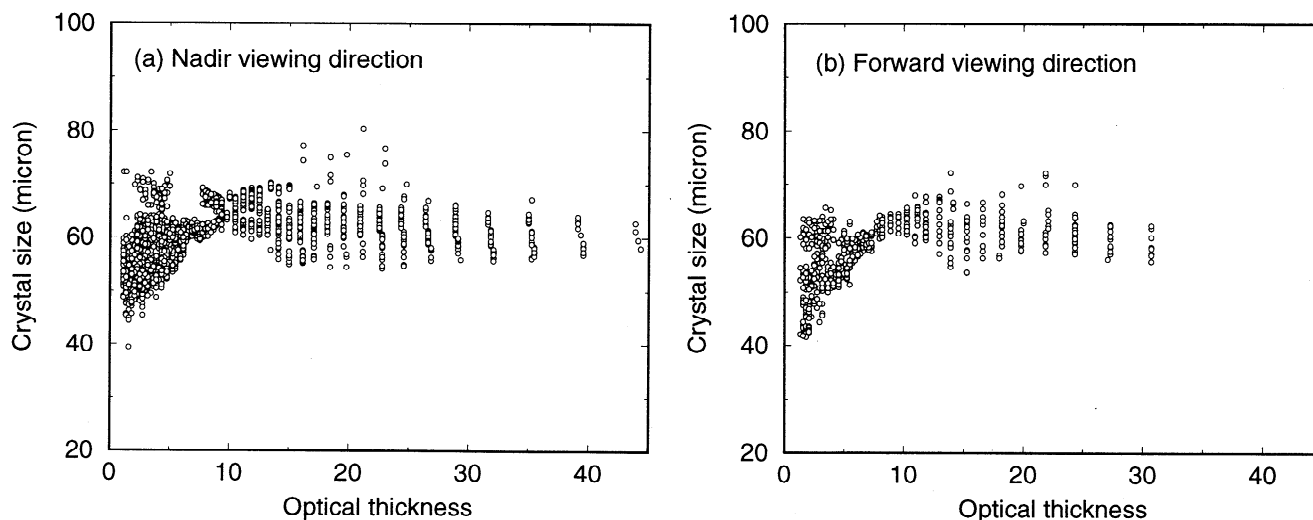 100
80
60
40
20
Crystal size (micron)
(a) Nadir viewing direction
0 10 20 30 40
Optical thickness
100
80
60
40
20
Crystal size (micron)
(b) Forward viewing direction
0 10 20 30 40
Optical thickness